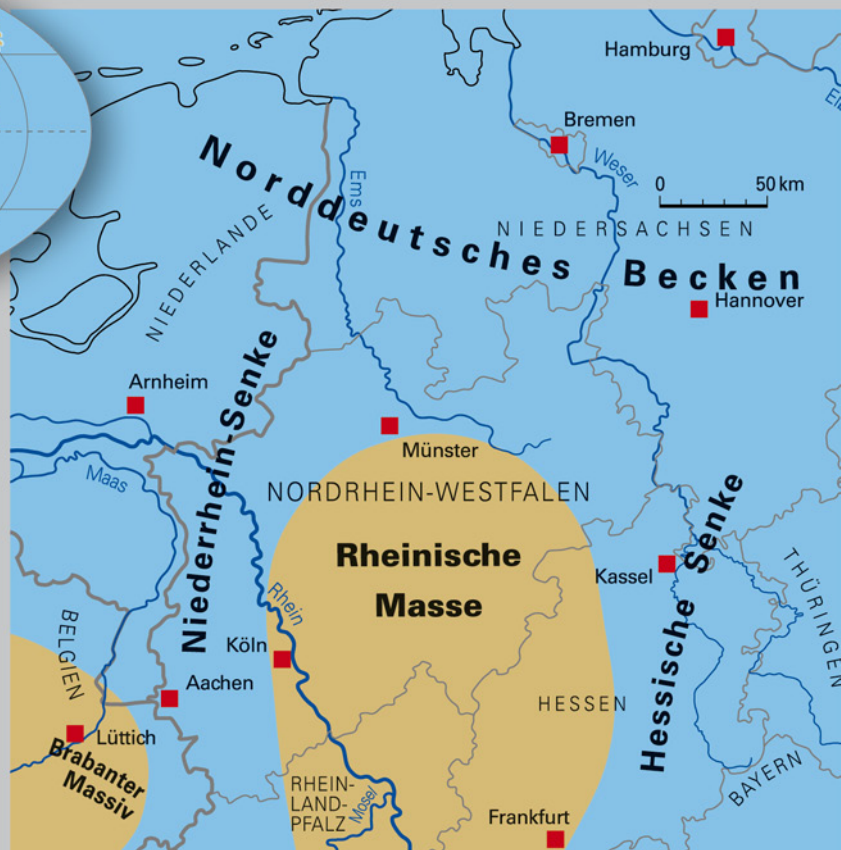 Hamburg
Bremen
Weser
0 50 km
Norddeutsches Becken
Ems
NIEDERSACHSEN
NIEDERLANDE
Hannover
Arnheim
Niederrhein-Senke
Münster
Maas
NORDRHEIN-WESTFALEN
Rheinische
Masse
Hessische Senke
Kassel
THÜRINGEN
Rhein
BELGIEN
Köln
Aachen
HESSEN
Lüttich
Brabanter
Massiv
RHEIN-
LAND-
PFALZ
Mosel
BAYERN
Frankfurt